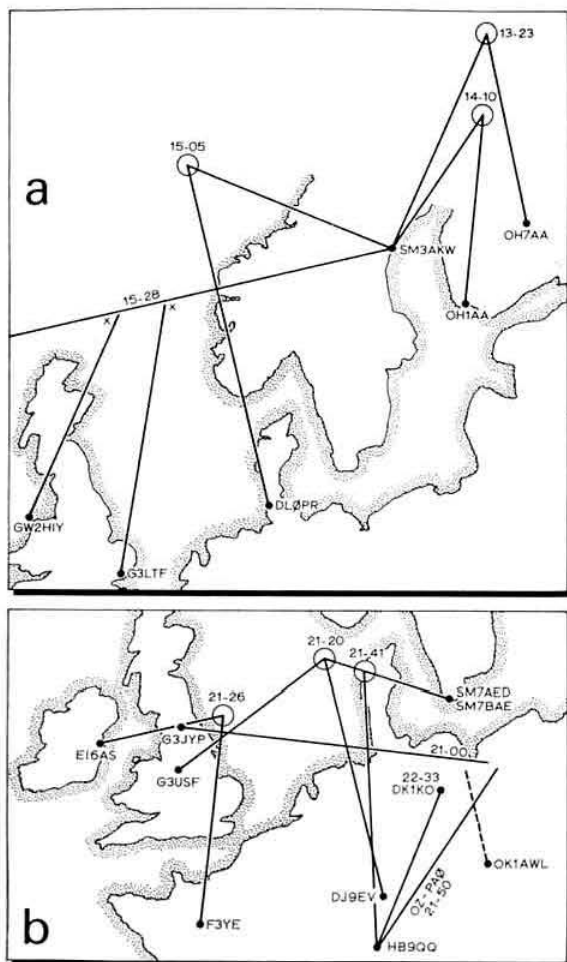 13-23
14-10
15-05
a
SM3AKW
OH7AA
15-28
x
x
OH1AA
GW2HIY
DLØPR
G3LTF
21-20
21-41
21-26
SM7AED
SM7BAE
G3JYP
EI6AS
21-00
G3USF
22-33
DK1KO
OK1AWL
OZ-PAØ
21-50
DJ9EV
F3YE
HB9QQ
b